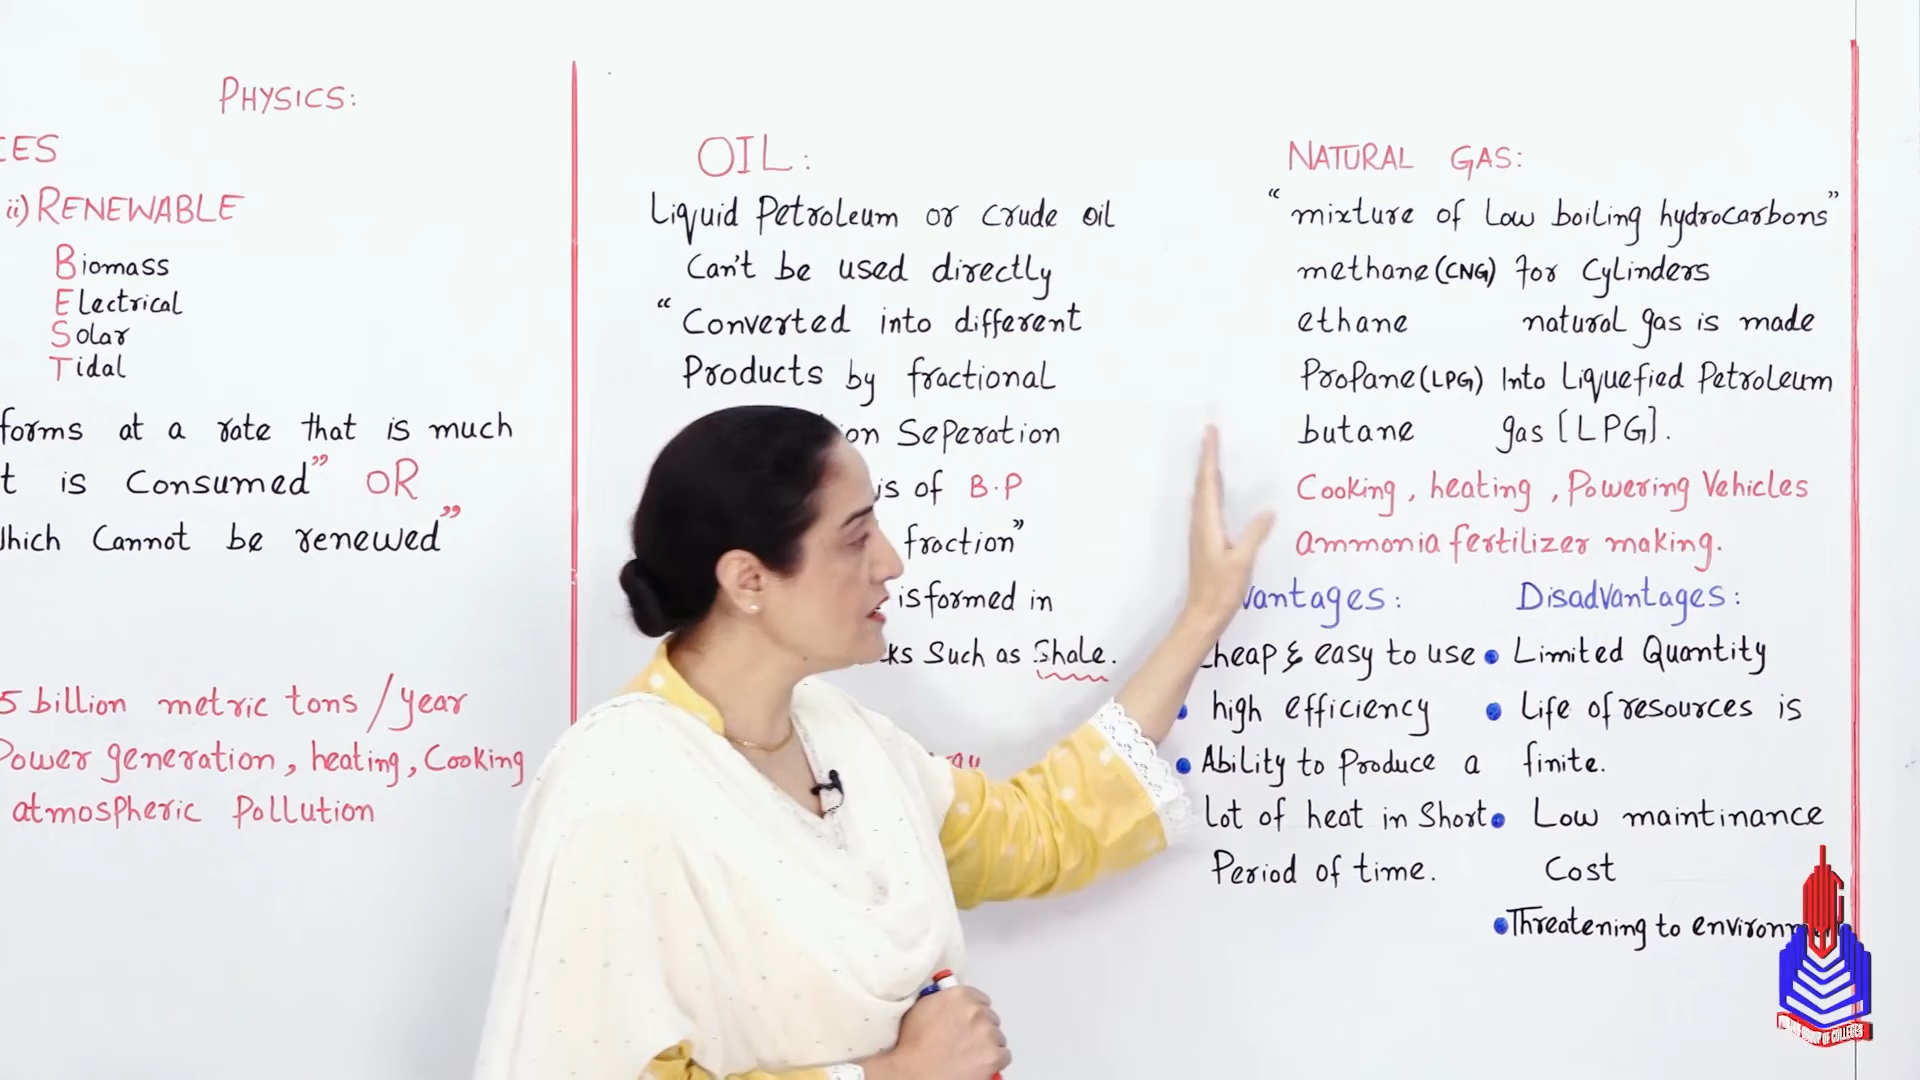 PHYSICS:
ii) RENEWABLE
Biomass
Electrical
Solar
Tidal
forms at a rate that is much
t is Consumed” OR
Which Cannot be renewed”
5 billion metric tons / year
Power generation, heating, Cooking
atmospheric Pollution
OIL:
Liquid Petroleum or crude oil
Can't be used directly
“Converted into different
Products by fractional
on Seperation
is of B.P
fraction”
is formed in
ks Such as Shale.
NATURAL GAS:
“mixture of Low boiling hydrocarbons”
methane (CNG) for Cylinders
ethane natural gas is made
Propane (LPG) Into Liquefied Petroleum
butane gas [LPG].
Cooking, heating, Powering Vehicles
ammonia fertilizer making.
vantages:
heap & easy to use
• high efficiency
• Ability to Produce a
Lot of heat in Short
Period of time.
Disadvantages:
• Limited Quantity
• Life of resources is
finite.
• Low maintinance
Cost
• Threatening to environm